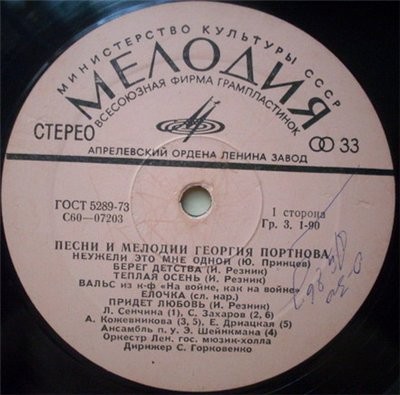 МИНИСТЕРСТВО КУЛЬТУРЫ СССР
МЕЛОДИЯ
ВСЕСОЮЗНАЯ ФИРМА ГРАМПЛАСТИНОК
СТЕРЕО
33
АПРЕЛЕВСКИЙ ОРДЕНА ЛЕНИНА ЗАВОД
ГОСТ 5289-73
С60—07203
1 сторона
Гр. 3. 1-90
ПЕСНИ И МЕЛОДИИ ГЕОРГИЯ ПОРТНОВА
НЕУЖЕЛИ ЭТО МНЕ ОДНОЙ (Ю. Принцев)
БЕРЕГ ДЕТСТВА (И. Резник)
ТЕПЛАЯ ОСЕНЬ (И. Резник)
ВАЛЬС из к-ф «На войне, как на войне»
ЕЛОЧКА (сл. нар.)
ПРИДЕТ ЛЮБОВЬ (И. Резник)
Л. Сенчина (1), С. Захаров (2, 6)
А. Кожевникова (3, 5), Е. Дриацкая (5)
Ансамбль п. у. Э. Шейнкмана (4)
Оркестр Лен. гос. мюзик-холла
Дирижер С. Горковенко